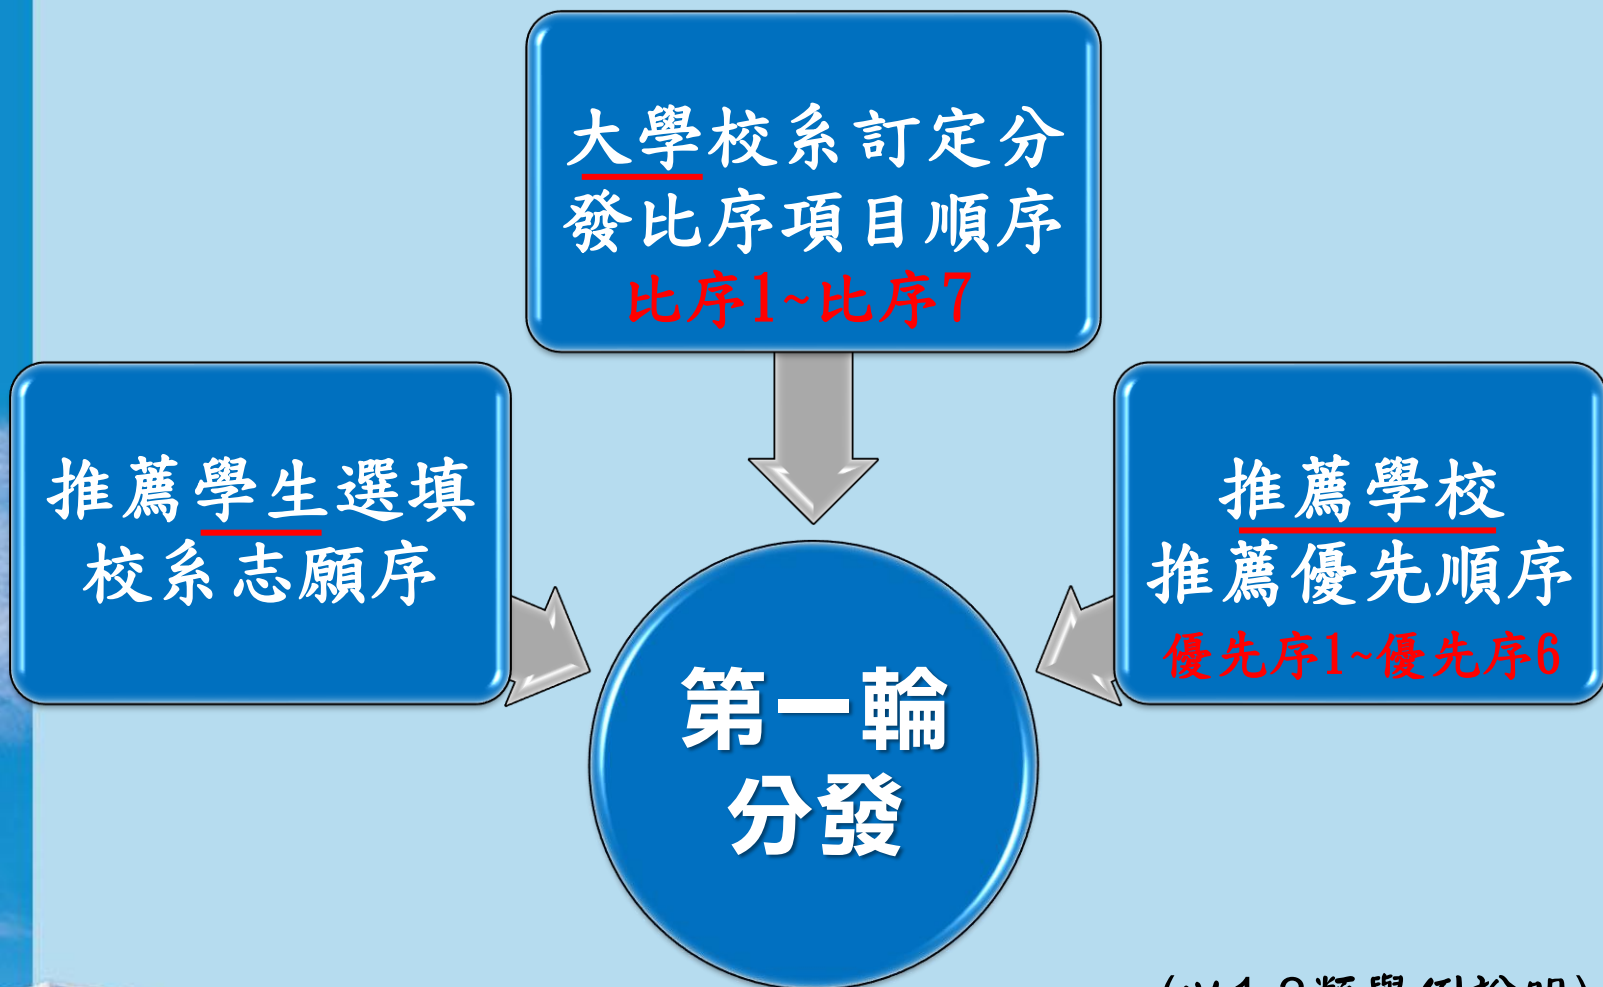 大學校系訂定分
發比序項目順序
比序1~比序7
推薦學生選填
校系志願序
推薦學校
推薦優先順序
優先序1~優先序6
第一輪
分發